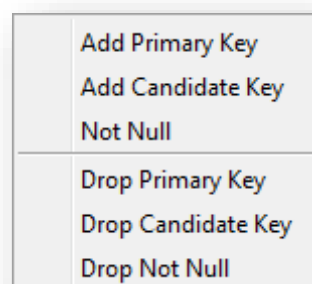 Add Primary Key
Add Candidate Key
Not Null
Drop Primary Key
Drop Candidate Key
Drop Not Null